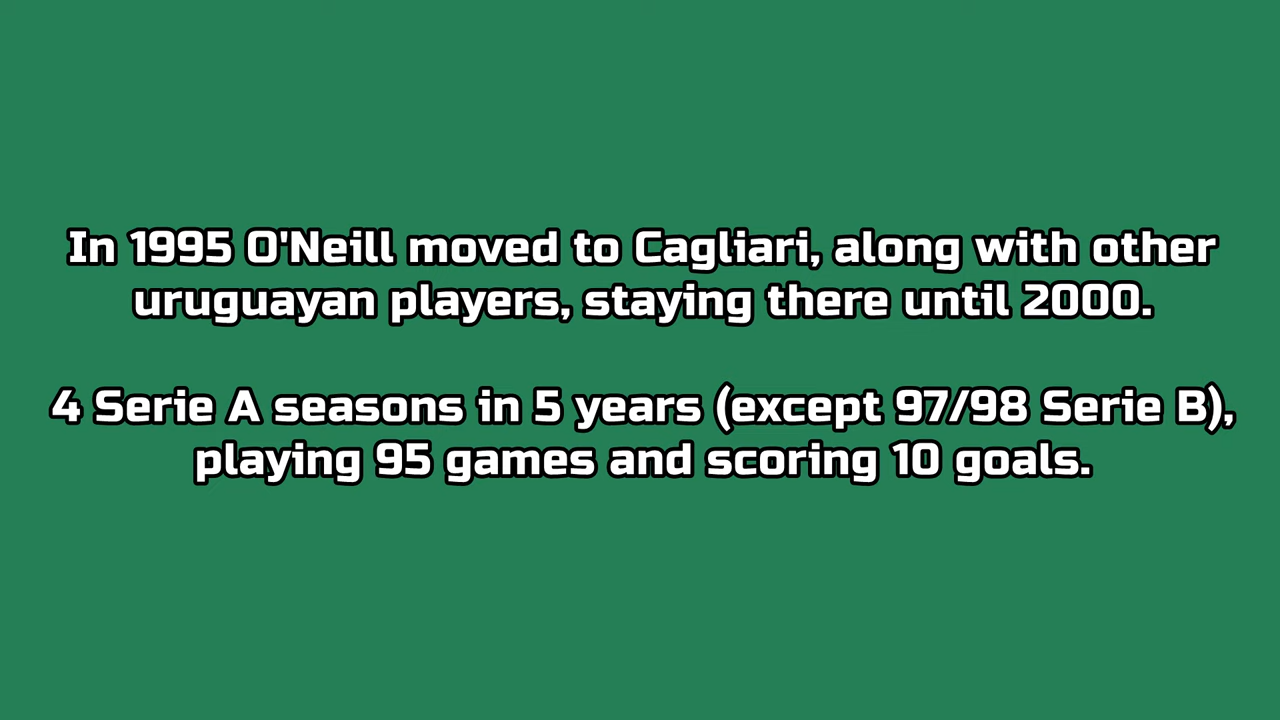 In 1995 O'Neill moved to Cagliari, along with other
uruguayan players, staying there until 2000.
4 Serie A seasons in 5 years (except 97/98 Serie B),
playing 95 games and scoring 10 goals.